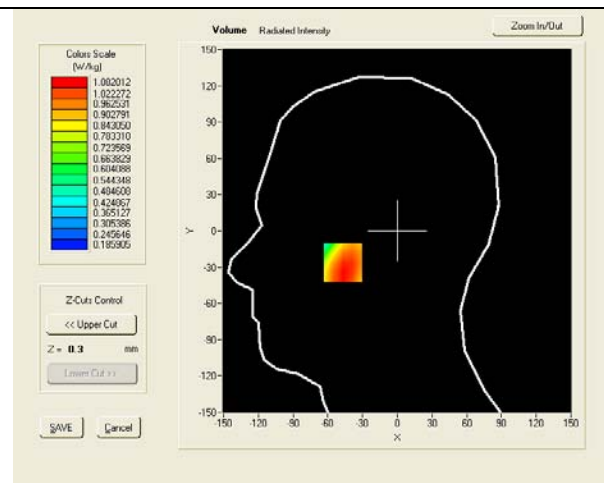 Volume Radiated Intensity
Zoom In/Out
Colors Scale
(W/kg)
1.082012
1.022272
0.962531
0.902791
0.843050
0.783310
0.723569
0.663829
0.604088
0.544348
0.484608
0.424867
0.365127
0.305386
0.245646
0.185905
Z-Cuts Control
<< Upper Cut
Z = 0.3 mm
Lower Cut >>
SAVE Cancel
150
120
90
60
30
Y 0
-30
-60
-90
-120
-150
-150 -120 -90 -60 -30 0 30 60 90 120 150
X